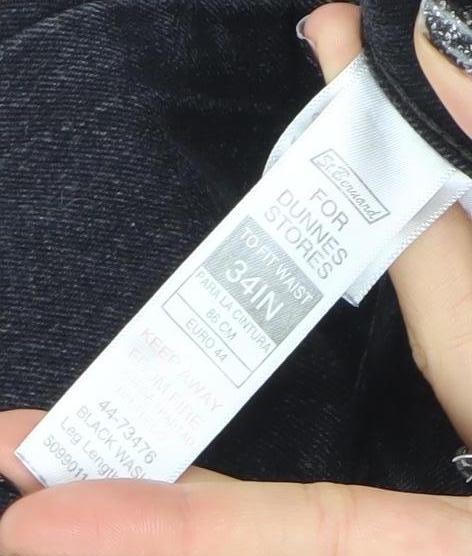 St.Bernard
FOR
DUNNES
STORES
TO FIT WAIST
34IN
PARA LA CINTURA
86 CM
EURO 44
KEEP AWAY
FROM FIRE
44-73476
BLACK WASH
Leg Length
5099011